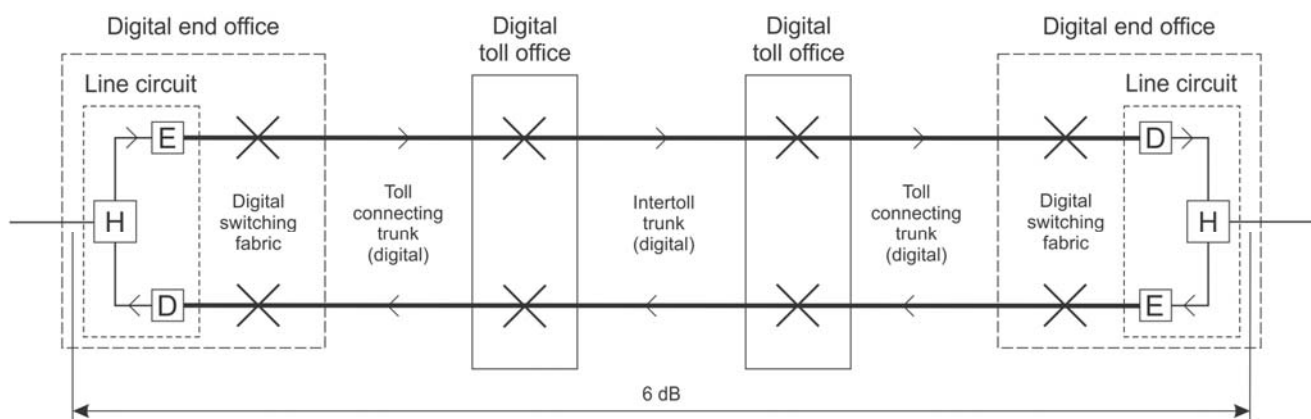 Digital end office
Digital
toll office
Digital
toll office
Digital end office
Line circuit
Line circuit
E
D
H
Digital
switching
fabric
Toll
connecting
trunk
(digital)
Intertoll
trunk
(digital)
Toll
connecting
trunk
(digital)
Digital
switching
fabric
H
D
E
6 dB